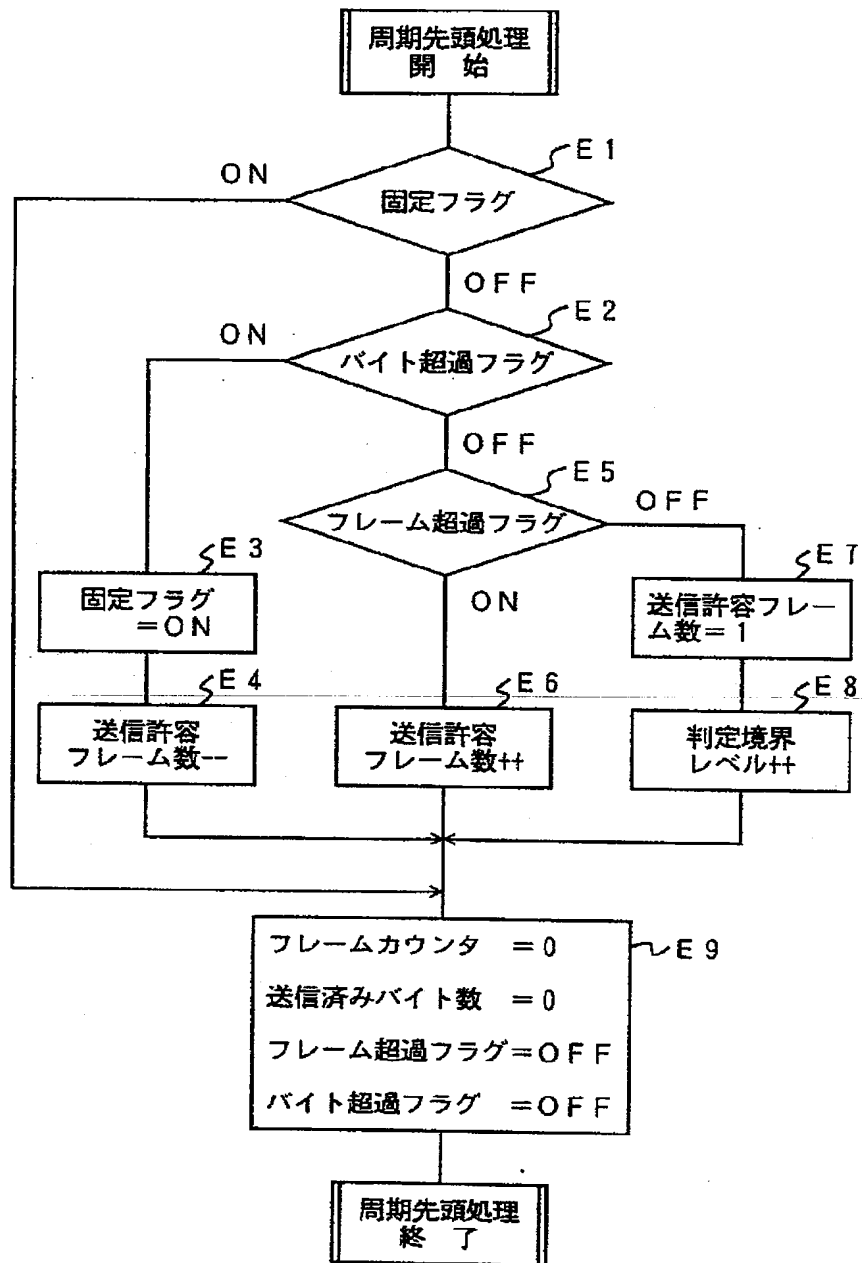 周期先頭処理
開 始
E1
ON
固定フラグ
OFF
E2
ON
バイト超過フラグ
OFF
E5
フレーム超過フラグ
OFF
E3
固定フラグ
=ON
ON
E7
送信許容フレー
ム数=1
E4
送信許容
フレーム数--
E6
送信許容
フレーム数++
E8
判定境界
レベル++
フレームカウンタ =0
E9
送信済みバイト数 =0
フレーム超過フラグ=OFF
バイト超過フラグ =OFF
周期先頭処理
終 了